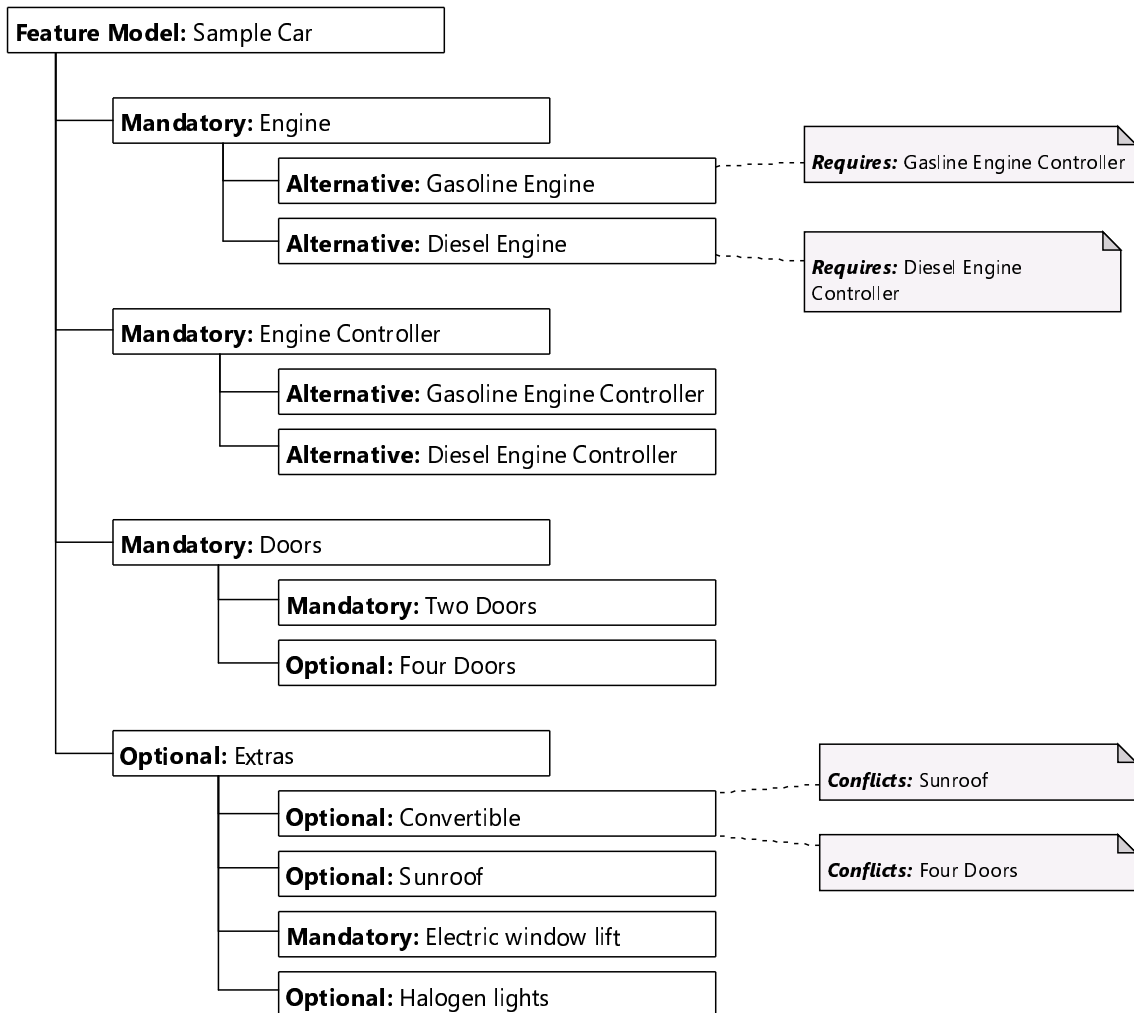 Feature Model: Sample Car
Mandatory: Engine
Alternative: Gasoline Engine
Requires: Gasline Engine Controller
Alternative: Diesel Engine
Requires: Diesel Engine
Controller
Mandatory: Engine Controller
Alternative: Gasoline Engine Controller
Alternative: Diesel Engine Controller
Mandatory: Doors
Mandatory: Two Doors
Optional: Four Doors
Optional: Extras
Conflicts: Sunroof
Optional: Convertible
Conflicts: Four Doors
Optional: Sunroof
Mandatory: Electric window lift
Optional: Halogen lights